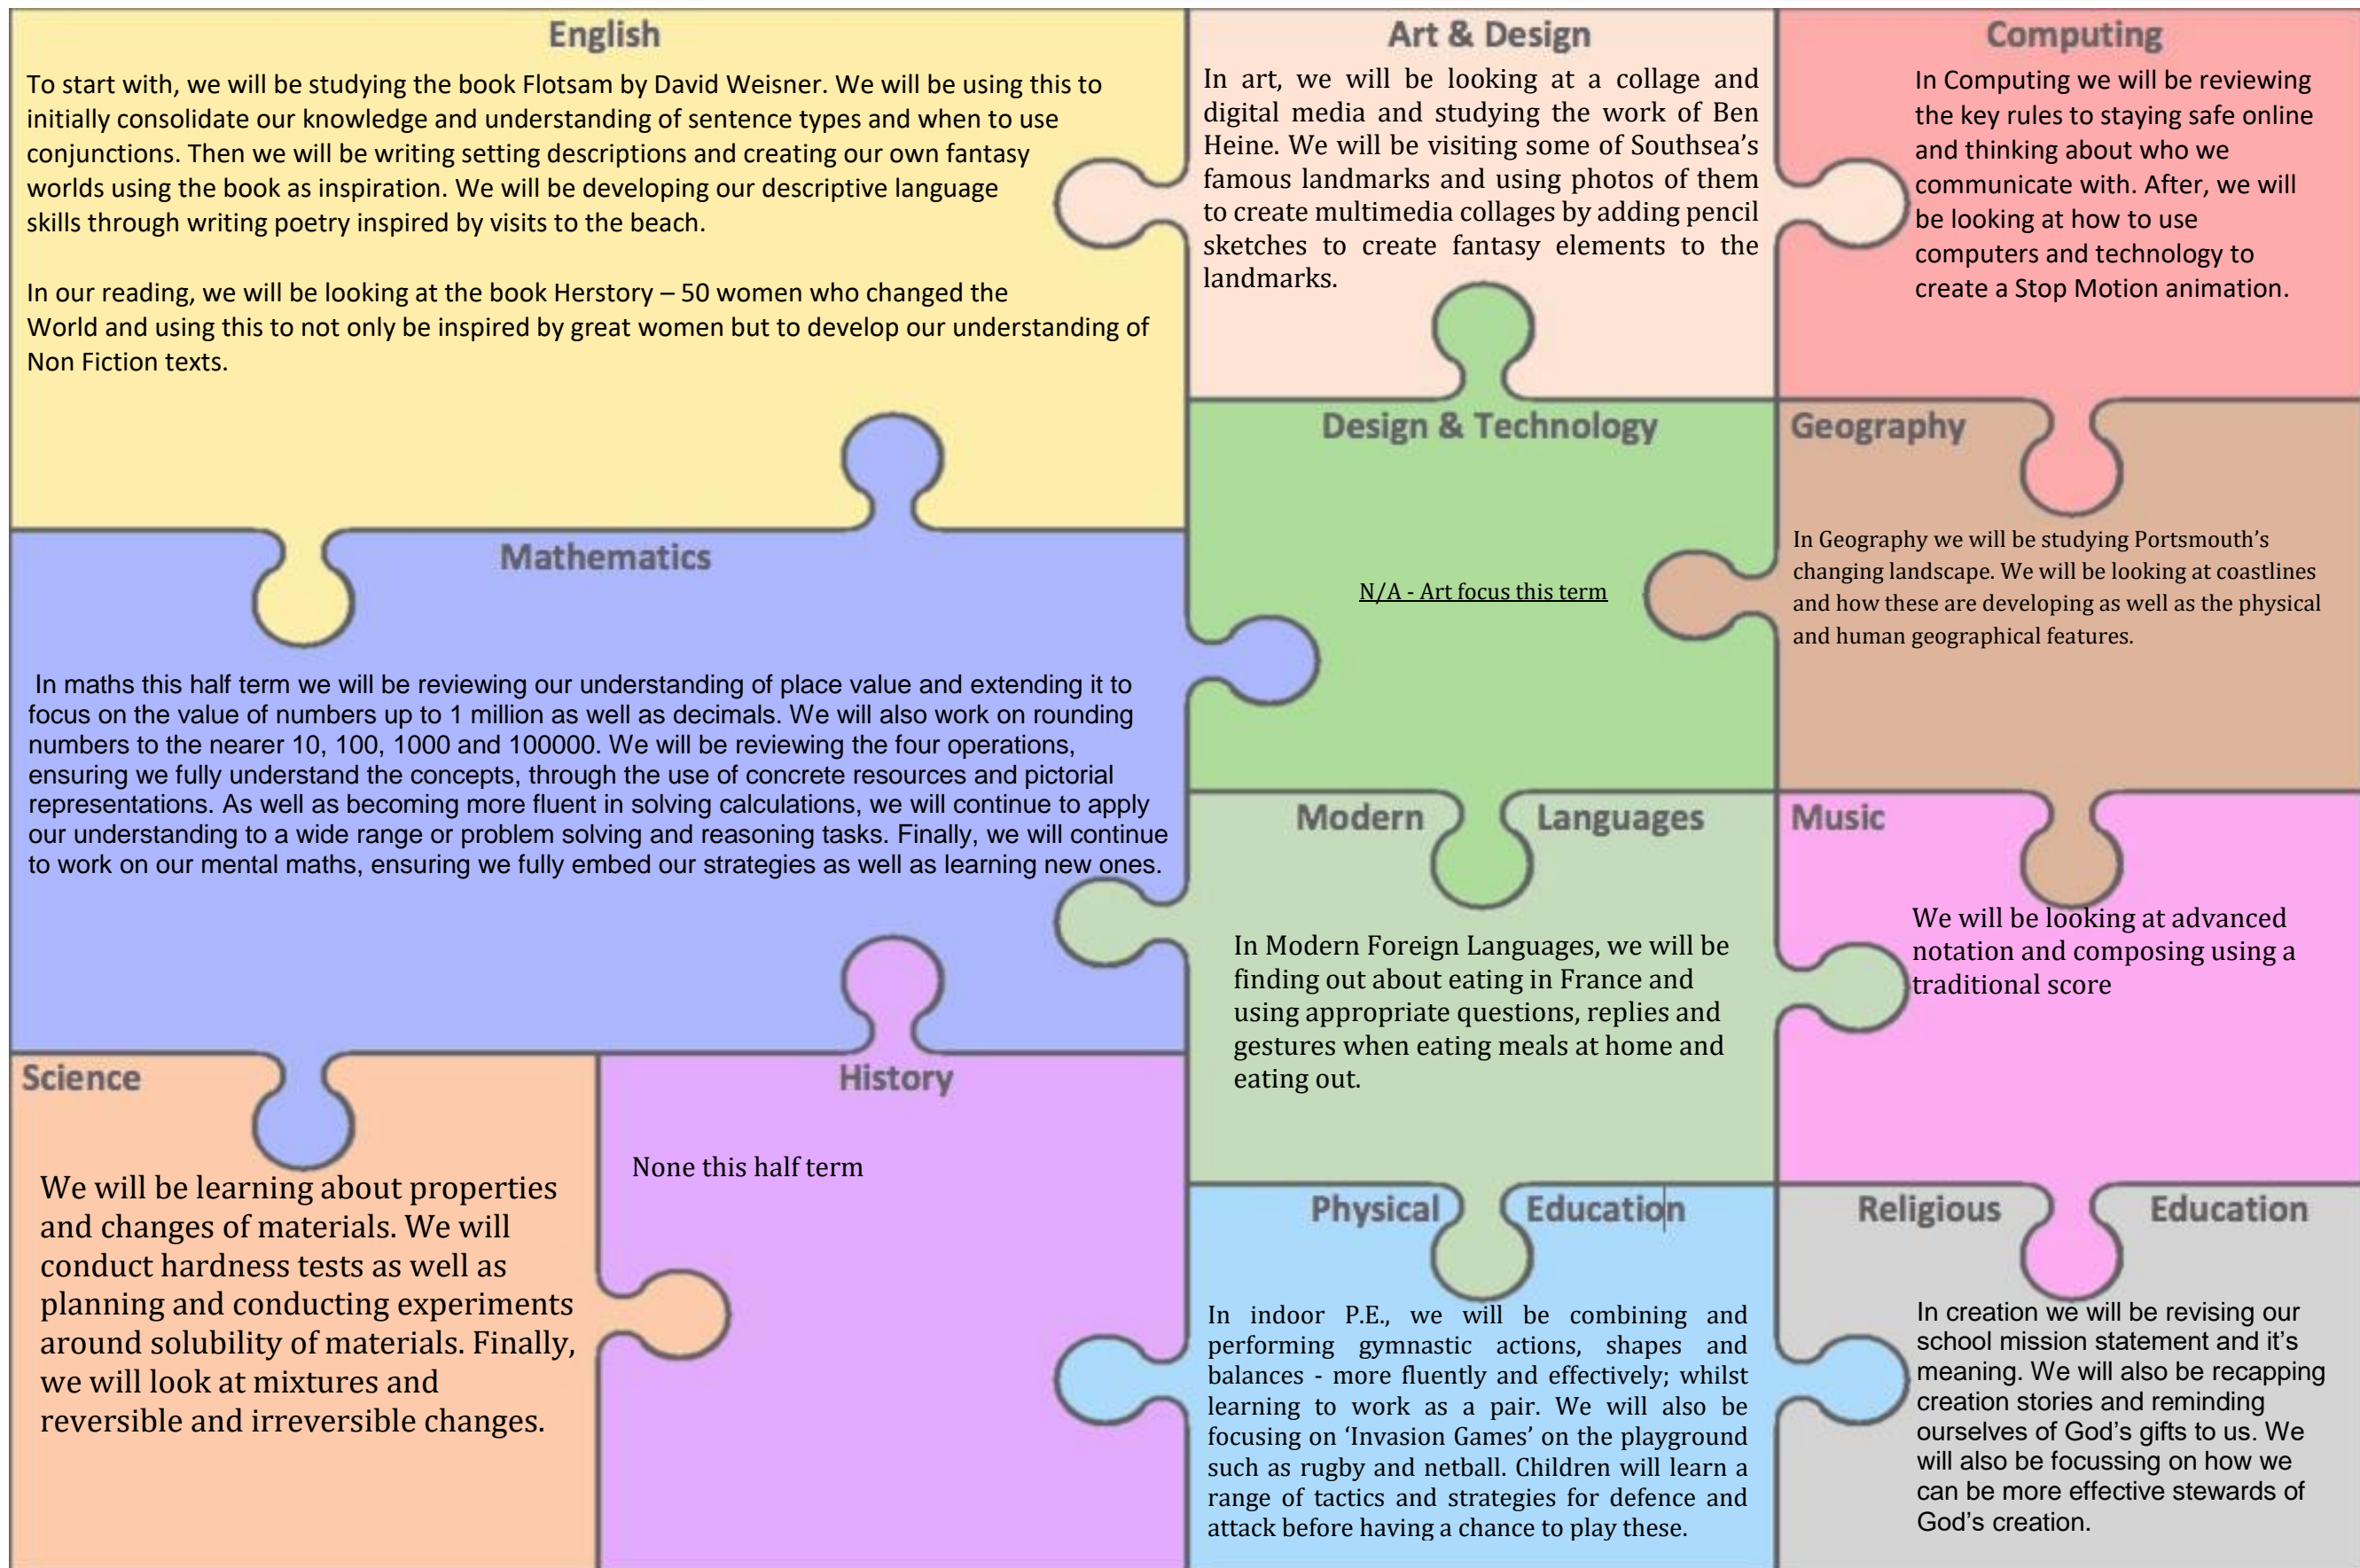 English
To start with, we will be studying the book Flotsam by David Weisner. We will be using this to
initially consolidate our knowledge and understanding of sentence types and when to use
conjunctions. Then we will be writing setting descriptions and creating our own fantasy
worlds using the book as inspiration. We will be developing our descriptive language
skills through writing poetry inspired by visits to the beach.
In our reading, we will be looking at the book Herstory – 50 women who changed the
World and using this to not only be inspired by great women but to develop our understanding of
Non Fiction texts.
Art & Design
In art, we will be looking at a collage and
digital media and studying the work of Ben
Heine. We will be visiting some of Southsea’s
famous landmarks and using photos of them
to create multimedia collages by adding pencil
sketches to create fantasy elements to the
landmarks.
Computing
In Computing we will be reviewing
the key rules to staying safe online
and thinking about who we
communicate with. After, we will
be looking at how to use
computers and technology to
create a Stop Motion animation.
Design & Technology
N/A - Art focus this term
Geography
In Geography we will be studying Portsmouth’s
changing landscape. We will be looking at coastlines
and how these are developing as well as the physical
and human geographical features.
Mathematics
In maths this half term we will be reviewing our understanding of place value and extending it to
focus on the value of numbers up to 1 million as well as decimals. We will also work on rounding
numbers to the nearer 10, 100, 1000 and 100000. We will be reviewing the four operations,
ensuring we fully understand the concepts, through the use of concrete resources and pictorial
representations. As well as becoming more fluent in solving calculations, we will continue to apply
our understanding to a wide range or problem solving and reasoning tasks. Finally, we will continue
to work on our mental maths, ensuring we fully embed our strategies as well as learning new ones.
Modern Languages
In Modern Foreign Languages, we will be
finding out about eating in France and
using appropriate questions, replies and
gestures when eating meals at home and
eating out.
Music
We will be looking at advanced
notation and composing using a
traditional score
Science
We will be learning about properties
and changes of materials. We will
conduct hardness tests as well as
planning and conducting experiments
around solubility of materials. Finally,
we will look at mixtures and
reversible and irreversible changes.
History
None this half term
Physical Education
In indoor P.E., we will be combining and
performing gymnastic actions, shapes and
balances - more fluently and effectively; whilst
learning to work as a pair. We will also be
focusing on ‘Invasion Games’ on the playground
such as rugby and netball. Children will learn a
range of tactics and strategies for defence and
attack before having a chance to play these.
Religious Education
In creation we will be revising our
school mission statement and it’s
meaning. We will also be recapping
creation stories and reminding
ourselves of God’s gifts to us. We
will also be focussing on how we
can be more effective stewards of
God’s creation.